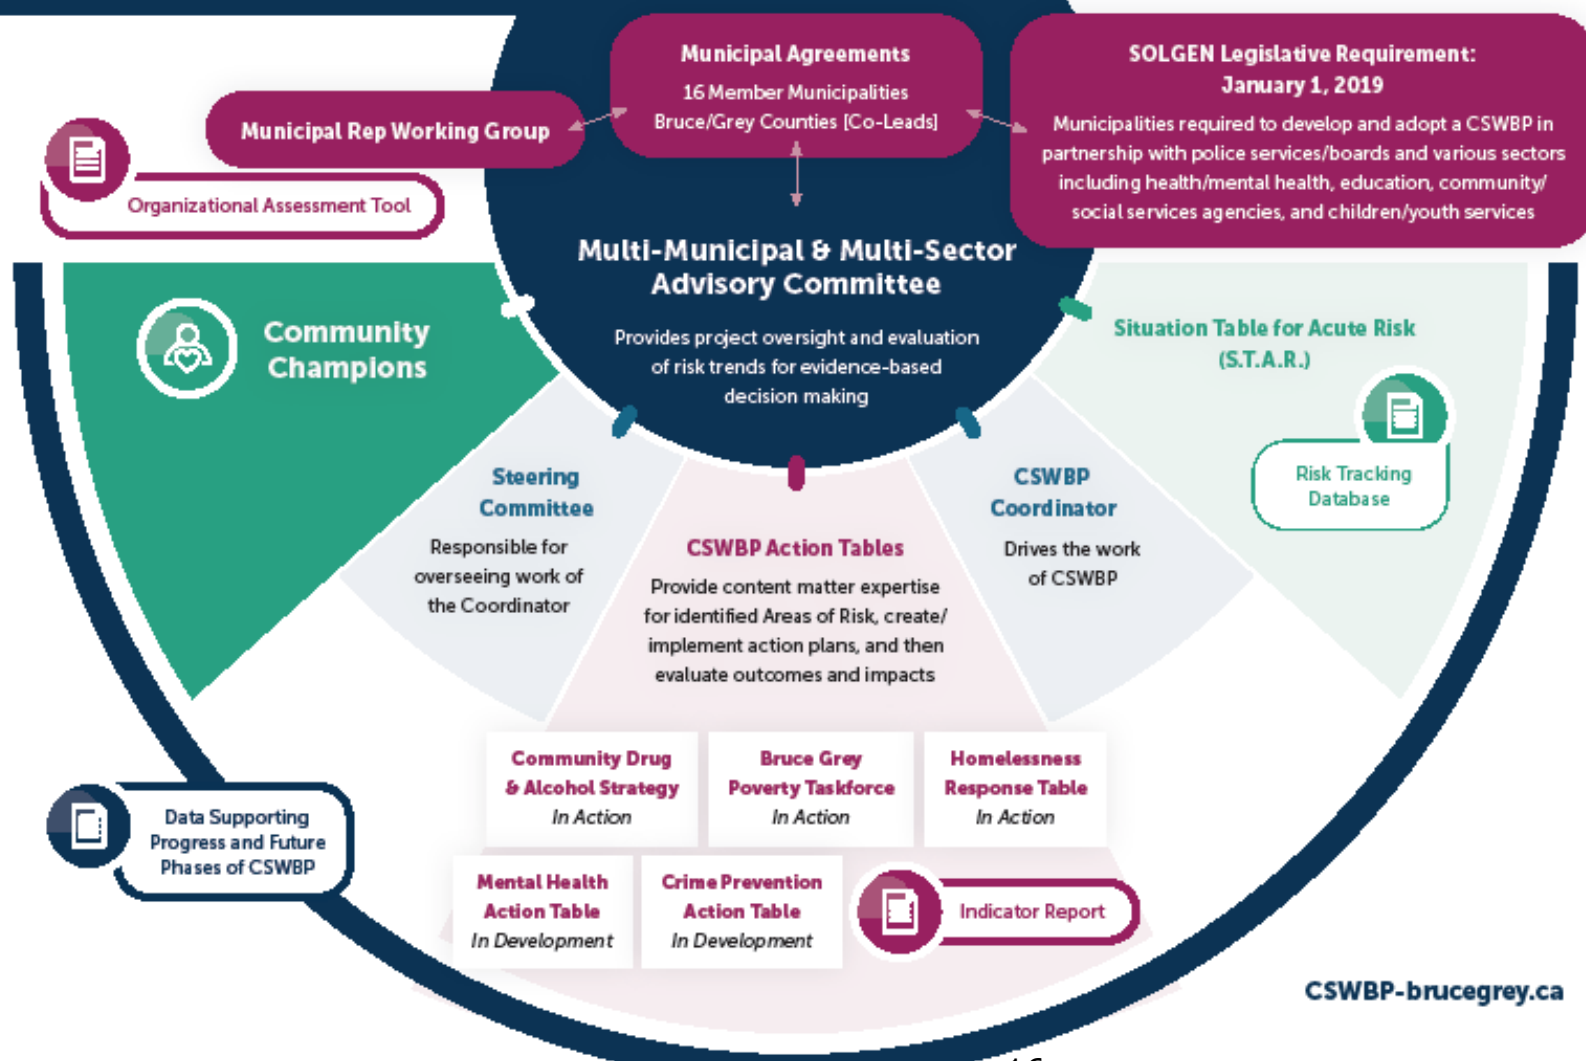 Municipal Agreements
16 Member Municipalities
Bruce/Grey Counties [Co-Leads]
SOLGEN Legislative Requirement:
January 1, 2019
Municipalities required to develop and adopt a CSWBP in
partnership with police services/boards and various sectors
including health/mental health, education, community/
social services agencies, and children/youth services
Municipal Rep Working Group
Organizational Assessment Tool
Multi-Municipal & Multi-Sector
Advisory Committee
Provides project oversight and evaluation
of risk trends for evidence-based
decision making
Community
Champions
Situation Table for Acute Risk
(S.T.A.R.)
Risk Tracking
Database
Steering
Committee
Responsible for
overseeing work of
the Coordinator
CSWBP Action Tables
Provide content matter expertise
for identified Areas of Risk, create/
implement action plans, and then
evaluate outcomes and impacts
CSWBP
Coordinator
Drives the work
of CSWBP
Community Drug
& Alcohol Strategy
In Action
Bruce Grey
Poverty Taskforce
In Action
Homelessness
Response Table
In Action
Data Supporting
Progress and Future
Phases of CSWBP
Mental Health
Action Table
In Development
Crime Prevention
Action Table
In Development
Indicator Report
CSWBP-brucegrey.ca